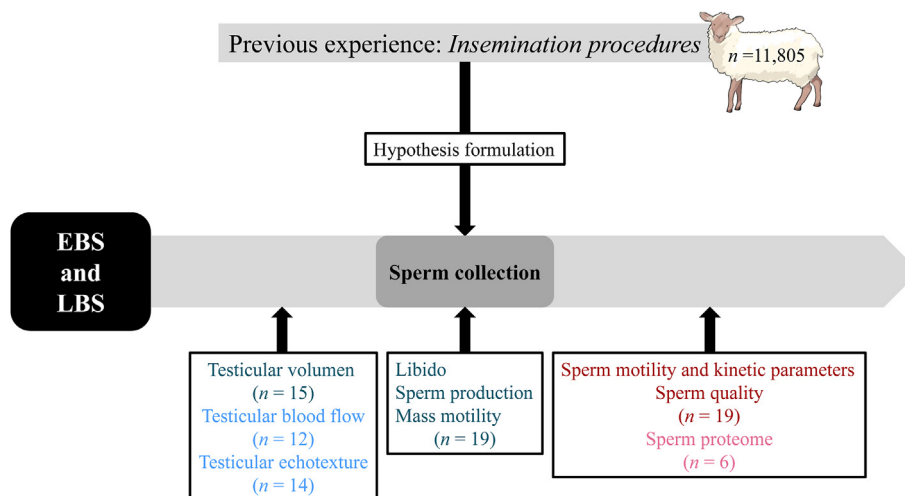 Previous experience: Insemination procedures
n =11,805
Hypothesis formulation
EBS
and
LBS
Sperm collection
Testicular volumen
(n = 15)
Testicular blood flow
(n = 12)
Testicular echotexture
(n = 14)
Libido
Sperm production
Mass motility
(n = 19)
Sperm motility and kinetic parameters
Sperm quality
(n = 19)
Sperm proteome
(n = 6)